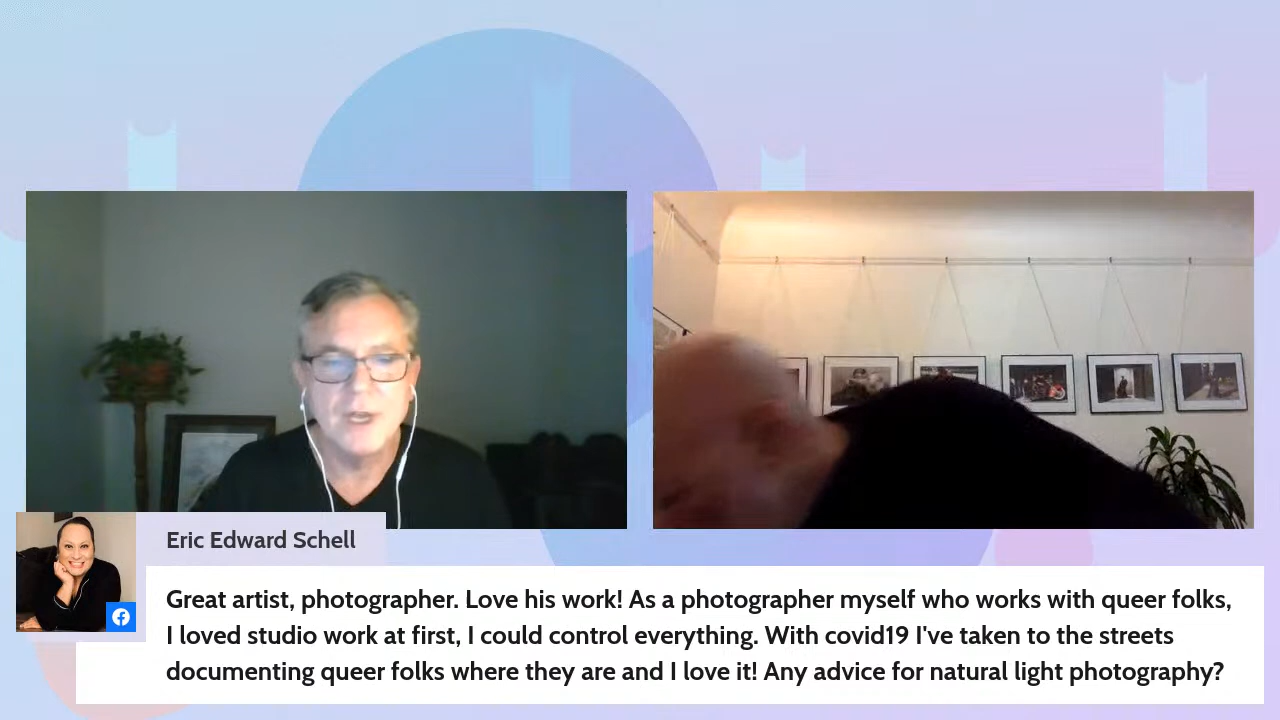 Eric Edward Schell
Great artist, photographer. Love his work! As a photographer myself who works with queer folks,
I loved studio work at first, I could control everything. With covid19 I've taken to the streets
documenting queer folks where they are and I love it! Any advice for natural light photography?